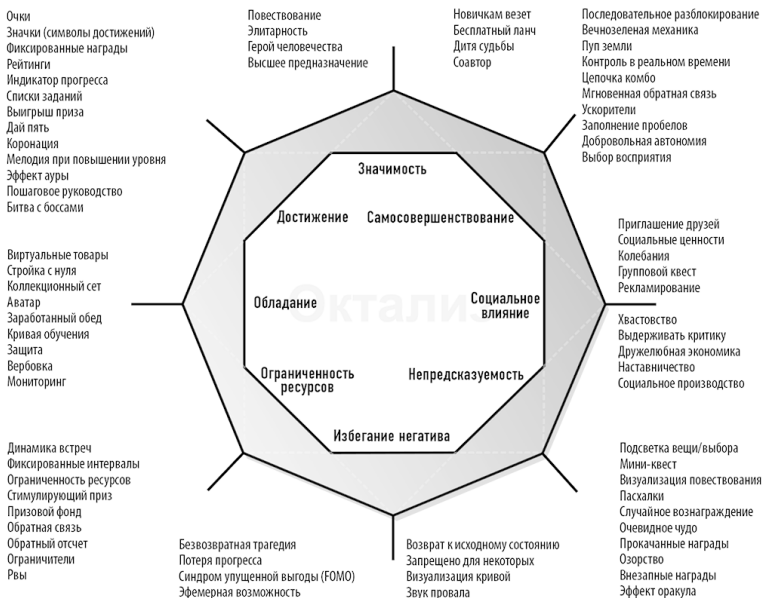 Очки
Значки (символы достижений)
Фиксированные награды
Рейтинги
Индикатор прогресса
Списки заданий
Выигрыш приза
Дай пять
Коронация
Мелодия при повышении уровня
Эффект ауры
Пошаговое руководство
Битва с боссами
Повествование
Элитарность
Герой человечества
Высшее предназначение
Новичкам везет
Бесплатный ланч
Дитя судьбы
Соавтор
Последовательное разблокирование
Вечнозеленая механика
Пуп земли
Контроль в реальном времени
Цепочка комбо
Мгновенная обратная связь
Ускорители
Заполнение пробелов
Добровольная автономия
Выбор восприятия
Значимость
Достижение
Самосовершенствование
Обладание
Социальное
влияние
Ограниченность
ресурсов
Непредсказуемость
Избегание негатива
Виртуальные товары
Стройка с нуля
Коллекционный сет
Аватар
Заработанный обед
Кривая обучения
Защита
Вербовка
Мониторинг
Приглашение друзей
Социальные ценности
Колебания
Групповой квест
Рекламирование
Хвастовство
Выдерживать критику
Дружелюбная экономика
Наставничество
Социальное производство
Динамика встреч
Фиксированные интервалы
Ограниченность ресурсов
Стимулирующий приз
Призовой фонд
Обратная связь
Обратный отсчет
Ограничители
Рвы
Безвозвратная трагедия
Потеря прогресса
Синдром упущенной выгоды (FOMO)
Эфемерная возможность
Возврат к исходному состоянию
Запрещено для некоторых
Визуализация кривой
Звук провала
Подсветка вещи/выбора
Мини-квест
Визуализация повествования
Пасхалки
Случайное вознаграждение
Очевидное чудо
Прокачанные награды
Озорство
Внезапные награды
Эффект оракула